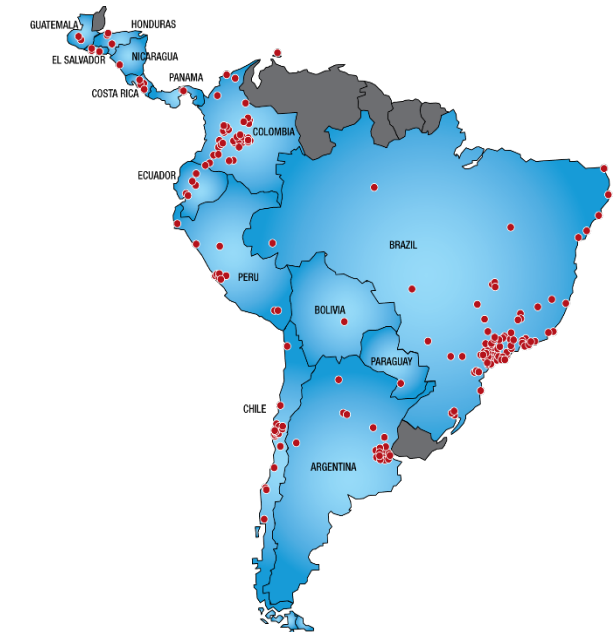 GUATEMALA
HONDURAS
EL SALVADOR
NICARAGUA
COSTA RICA
PANAMA
COLOMBIA
ECUADOR
BRAZIL
PERU
BOLIVIA
PARAGUAY
CHILE
ARGENTINA